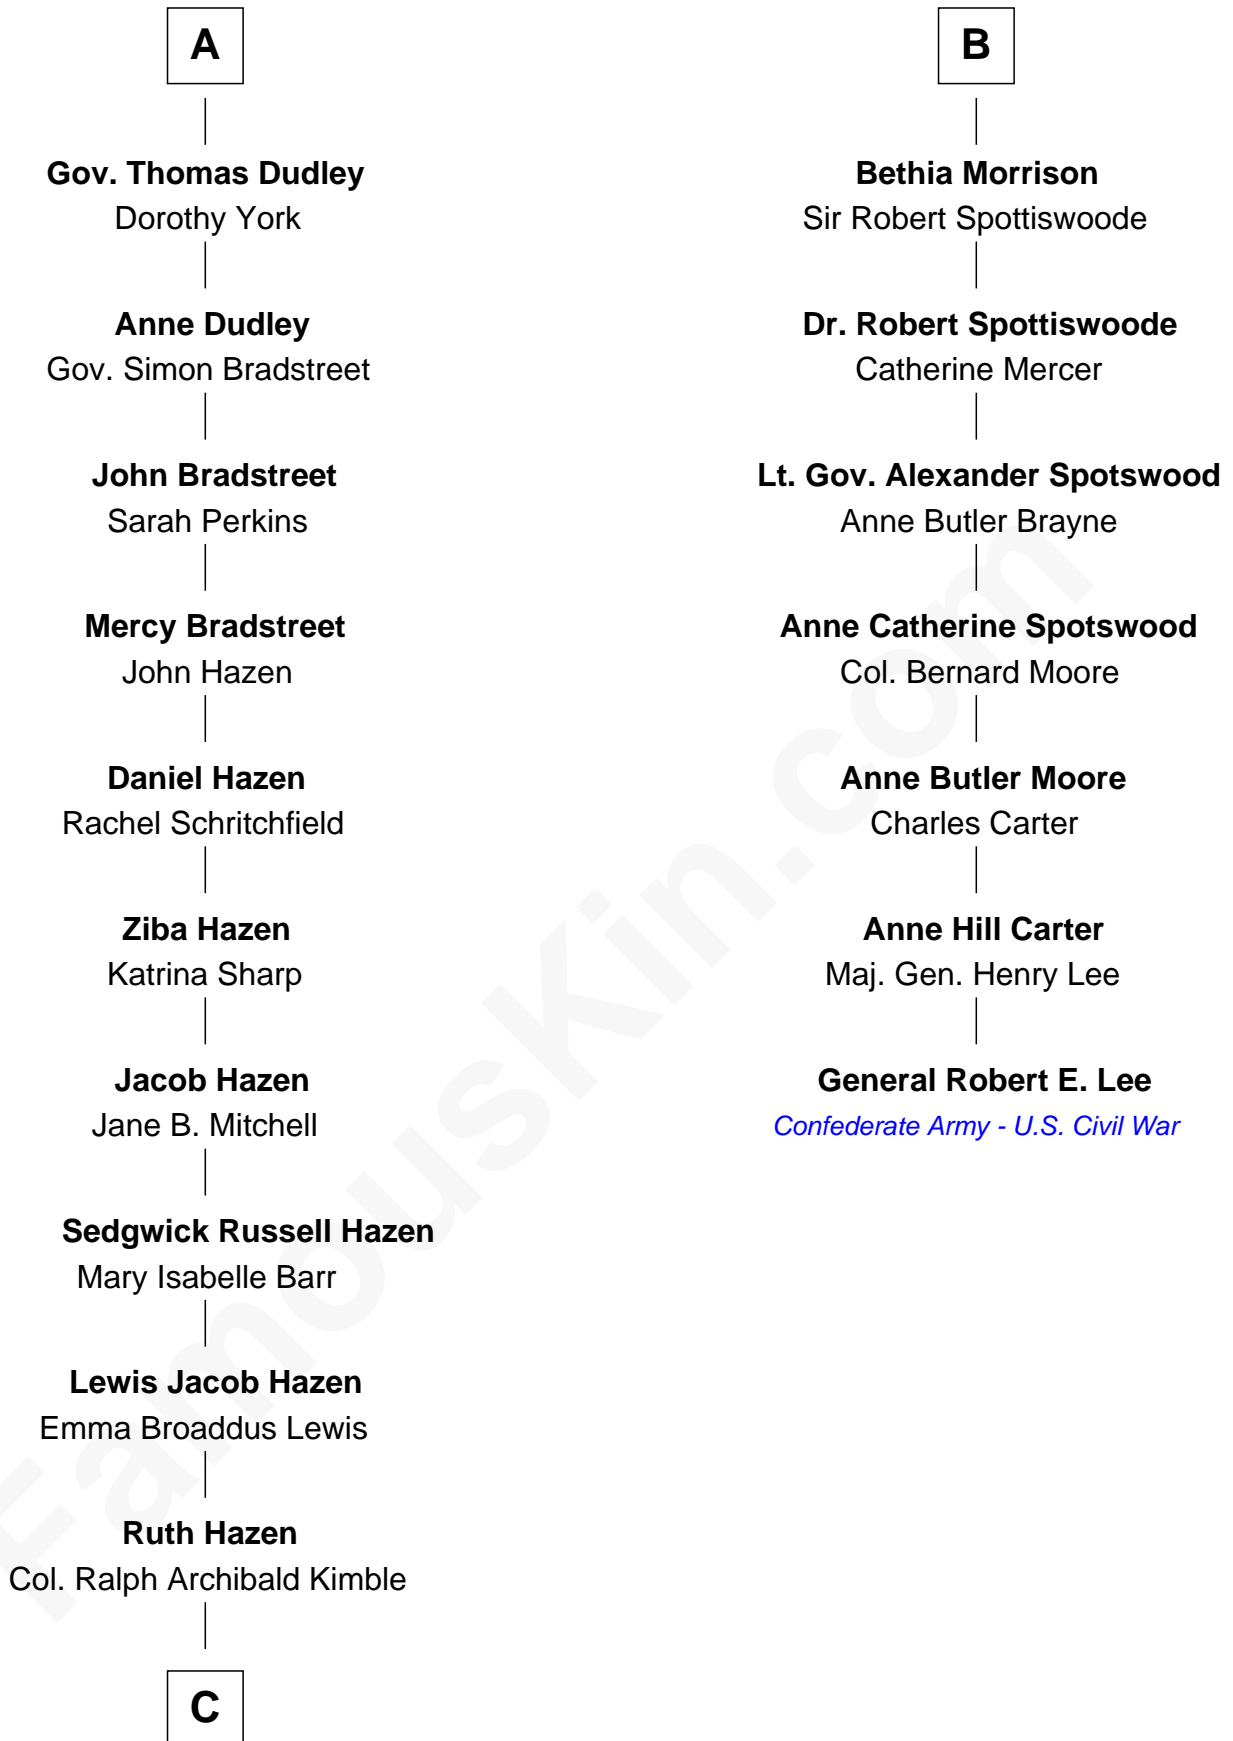 A
Gov. Thomas Dudley
Dorothy York
Anne Dudley
Gov. Simon Bradstreet
John Bradstreet
Sarah Perkins
Mercy Bradstreet
John Hazen
Daniel Hazen
Rachel Schritchfield
Ziba Hazen
Katrina Sharp
Jacob Hazen
Jane B. Mitchell
Sedgwick Russell Hazen
Mary Isabelle Barr
Lewis Jacob Hazen
Emma Broaddus Lewis
Ruth Hazen
Col. Ralph Archibald Kimble
C
B
Bethia Morrison
Sir Robert Spottiswoode
Dr. Robert Spottiswoode
Catherine Mercer
Lt. Gov. Alexander Spotswood
Anne Butler Brayne
Anne Catherine Spotswood
Col. Bernard Moore
Anne Butler Moore
Charles Carter
Anne Hill Carter
Maj. Gen. Henry Lee
General Robert E. Lee
Confederate Army - U.S. Civil War
FamousKin.com